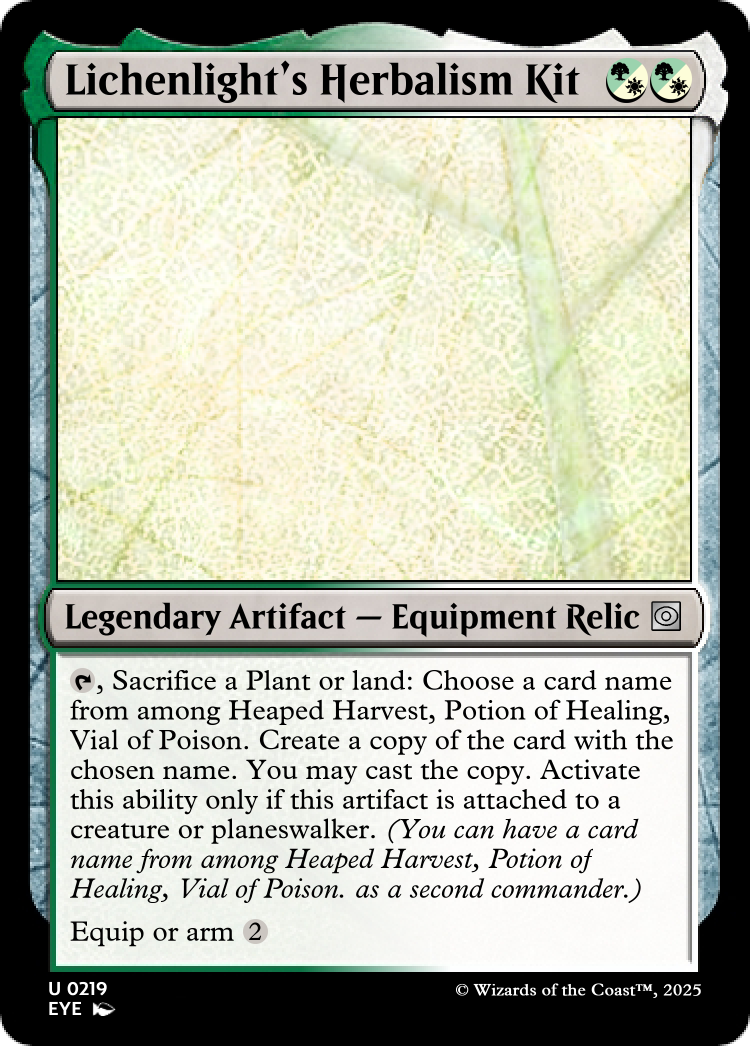 Lichenlight's Herbalism Kit
Legendary Artifact — Equipment Relic
, Sacrifice a Plant or land: Choose a card name
from among Heaped Harvest, Potion of Healing,
Vial of Poison. Create a copy of the card with the
chosen name. You may cast the copy. Activate
this ability only if this artifact is attached to a
creature or planeswalker. (You can have a card
name from among Heaped Harvest, Potion of
Healing, Vial of Poison. as a second commander.)
Equip or arm 2
U 0219
EYE
© Wizards of the Coast™, 2025